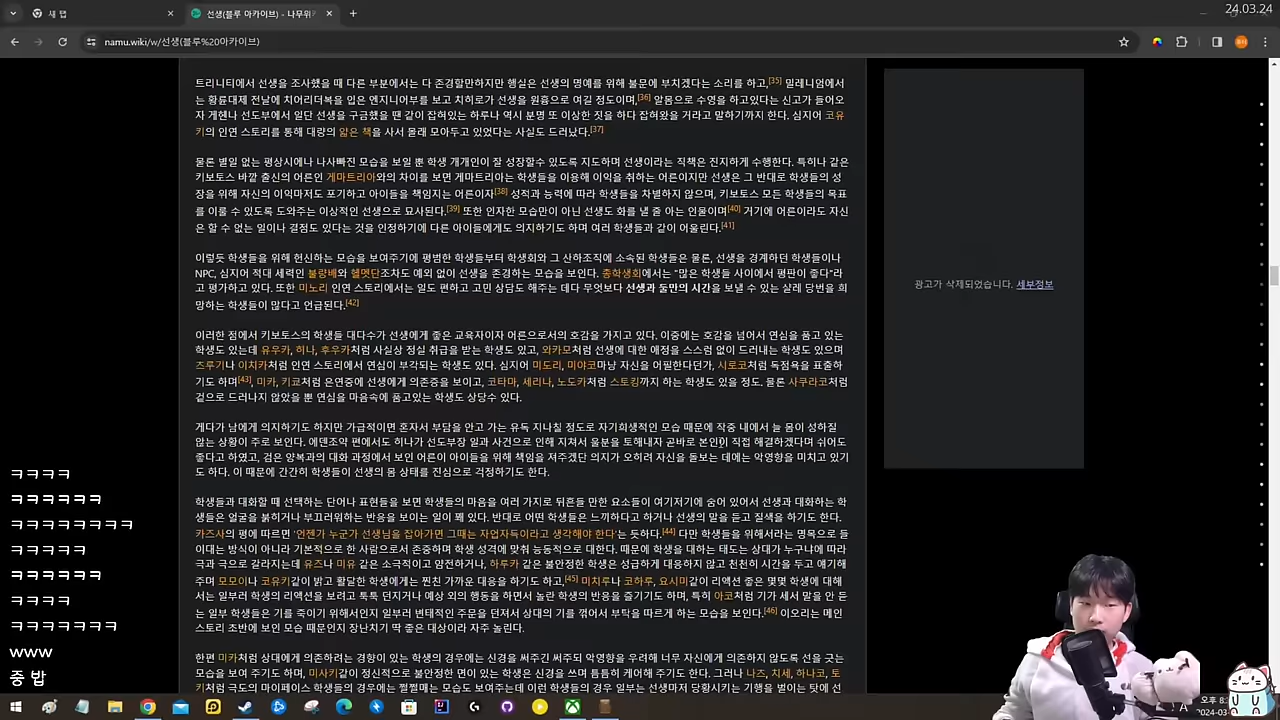 24.03.24
새 탭
선생(블루 아카이브) - 나무위키
namu.wiki/w/선생(블루%20아카이브)
트리니티에서 선생을 조사했을 때 다른 부분에서는 다 존경할만하지만 행실은 선생의 명예를 위해 불문에 부치겠다는 소리를 하고,[35] 밀레니엄에서
는 황륜대제 전날에 치어리더복을 입은 엔지니어부를 보고 치히로가 선생을 원흉으로 여길 정도이며,[36] 알몸으로 수영을 하고있다는 신고가 들어오
자 게헨나 선도부에서 일단 선생을 구금했을 땐 같이 잡혀있는 하루나 역시 분명 또 이상한 짓을 하다 잡혀왔을 거라고 말하기까지 한다. 심지어 코유
키의 인연 스토리를 통해 대량의 얇은 책을 사서 몰래 모아두고 있었다는 사실도 드러났다.[37]
물론 별일 없는 평상시에나 나사빠진 모습을 보일 뿐 학생 개개인이 잘 성장할수 있도록 지도하며 선생이라는 직책은 진지하게 수행한다. 특히나 같은
키보토스 바깥 출신의 어른인 게마트리아와의 차이를 보면 게마트리아는 학생들을 이용해 이익을 취하는 어른이지만 선생은 그 반대로 학생들의 성
장을 위해 자신의 이익마저도 포기하고 아이들을 책임지는 어른이자[38] 성적과 능력에 따라 학생들을 차별하지 않으며, 키보토스 모든 학생들의 목표
를 이룰 수 있도록 도와주는 이상적인 선생으로 묘사된다.[39] 또한 인자한 모습만이 아닌 선생도 화를 낼 줄 아는 인물이며[40] 거기에 어른이라도 자신
은 할 수 없는 일이나 결점도 있다는 것을 인정하기에 다른 아이들에게도 의지하기도 하며 여러 학생들과 같이 어울린다.[41]
이렇듯 학생들을 위해 헌신하는 모습을 보여주기에 평범한 학생들부터 학생회와 그 산하조직에 소속된 학생들은 물론, 선생을 경계하던 학생들이나
NPC, 심지어 적대 세력인 불량배와 헬멧단조차도 예외 없이 선생을 존경하는 모습을 보인다. 총학생회에서는 "많은 학생들 사이에서 평판이 좋다"라
고 평가하고 있다. 또한 미노리 인연 스토리에서는 일도 편하고 고민 상담도 해주는 데다 무엇보다 선생과 둘만의 시간을 보낼 수 있는 샬레 당번을 희
망하는 학생들이 많다고 언급된다.[42]
이러한 점에서 키보토스의 학생들 대다수가 선생에게 좋은 교육자이자 어른으로서의 호감을 가지고 있다. 이중에는 호감을 넘어서 연심을 품고 있는
학생도 있는데 유우카, 히나, 후우카처럼 사실상 정실 취급을 받는 학생도 있고, 와카모처럼 선생에 대한 애정을 스스럼 없이 드러내는 학생도 있으며
츠루기나 이치카처럼 인연 스토리에서 연심이 부각되는 학생도 있다. 심지어 미도리, 미야코마냥 자신을 어필한다던가, 시로코처럼 독점욕을 표출하
기도 하며[43], 미카, 키쿄처럼 은연중에 선생에게 의존증을 보이고, 코타마, 세리나, 노도카처럼 스토킹까지 하는 학생도 있을 정도. 물론 사쿠라코처럼
겉으로 드러나지 않았을 뿐 연심을 마음속에 품고있는 학생도 상당수 있다.
게다가 남에게 의지하기도 하지만 가급적이면 혼자서 부담을 안고 가는 유독 지나칠 정도로 자기희생적인 모습 때문에 작중 내에서 늘 몸이 성하질
않는 상황이 주로 보인다. 에덴조약 편에서도 히나가 선도부장 일과 사건으로 인해 지쳐서 울분을 토해내자 곧바로 본인이 직접 해결하겠다며 쉬어도
좋다고 하였고, 검은 양복과의 대화 과정에서 보인 어른이 아이들을 위해 책임을 져주겠단 의지가 오히려 자신을 돌보는 데에는 악영향을 미치고 있기
도 하다. 이 때문에 간간히 학생들이 선생의 몸 상태를 진심으로 걱정하기도 한다.
학생들과 대화할 때 선택하는 단어나 표현들을 보면 학생들의 마음을 여러 가지로 뒤흔들 만한 요소들이 여기저기에 숨어 있어서 선생과 대화하는 학
생들은 얼굴을 붉히거나 부끄러워하는 반응을 보이는 일이 꽤 있다. 반대로 어떤 학생들은 느끼하다고 하거나 선생의 말을 듣고 질색을 하기도 한다.
카즈사의 평에 따르면 '언젠가 누군가 선생님을 잡아가면 그때는 자업자득이라고 생각해야 한다'는 듯하다.[44] 다만 학생들을 위해서라는 명목으로 들
이대는 방식이 아니라 기본적으로 한 사람으로서 존중하며 학생 성격에 맞춰 능동적으로 대한다. 때문에 학생을 대하는 태도는 상대가 누구냐에 따라
극과 극으로 갈라지는데 유즈나 미유 같은 소극적이고 얌전하거나, 하루카 같은 불안정한 학생은 성급하게 대응하지 않고 천천히 시간을 두고 얘기해
주며 모모이나 코유키같이 밝고 활달한 학생에게는 찐친 가까운 대응을 하기도 하고,[45] 미치루나 코하루, 요시미같이 리액션 좋은 몇몇 학생에 대해
서는 일부러 학생의 리액션을 보려고 툭툭 던지거나 예상 외의 행동을 하면서 놀란 학생의 반응을 즐기기도 하며, 특히 아코처럼 기가 세서 말을 안 듣
는 일부 학생들은 기를 죽이기 위해서인지 일부러 변태적인 주문을 던져서 상대의 기를 꺾어서 부탁을 따르게 하는 모습을 보인다.[46] 이오리는 메인
스토리 초반에 보인 모습 때문인지 장난치기 딱 좋은 대상이라 자주 놀린다.
한편 미카처럼 상대에게 의존하려는 경향이 있는 학생의 경우에는 신경을 써주긴 써주되 악영향을 우려해 너무 자신에게 의존하지 않도록 선을 긋는
모습을 보여 주기도 하며, 미사키같이 정신적으로 불안정한 면이 있는 학생은 신경을 쓰며 틈틈히 케어해 주기도 한다. 그러나 나즈, 치세, 하나코, 토
키처럼 극도의 마이페이스 학생들의 경우에는 쩔쩔매는 모습도 보여주는데 이런 학생들의 경우 일부는 선생마저 당황시키는 기행을 벌이는 탓에 선
광고가 삭제되었습니다. 세부정보
ㅋㅋㅋㅋ
ㅋㅋㅋㅋㅋㅋ
ㅋㅋㅋㅋㅋㅋㅋㅋ
ㅋㅋㅋㅋㅋ
ㅋㅋㅋㅋㅋㅋ
ㅋㅋㅋㅋ
ㅋㅋㅋㅋㅋㅋㅋ
www
중 밥
A
오후 8: